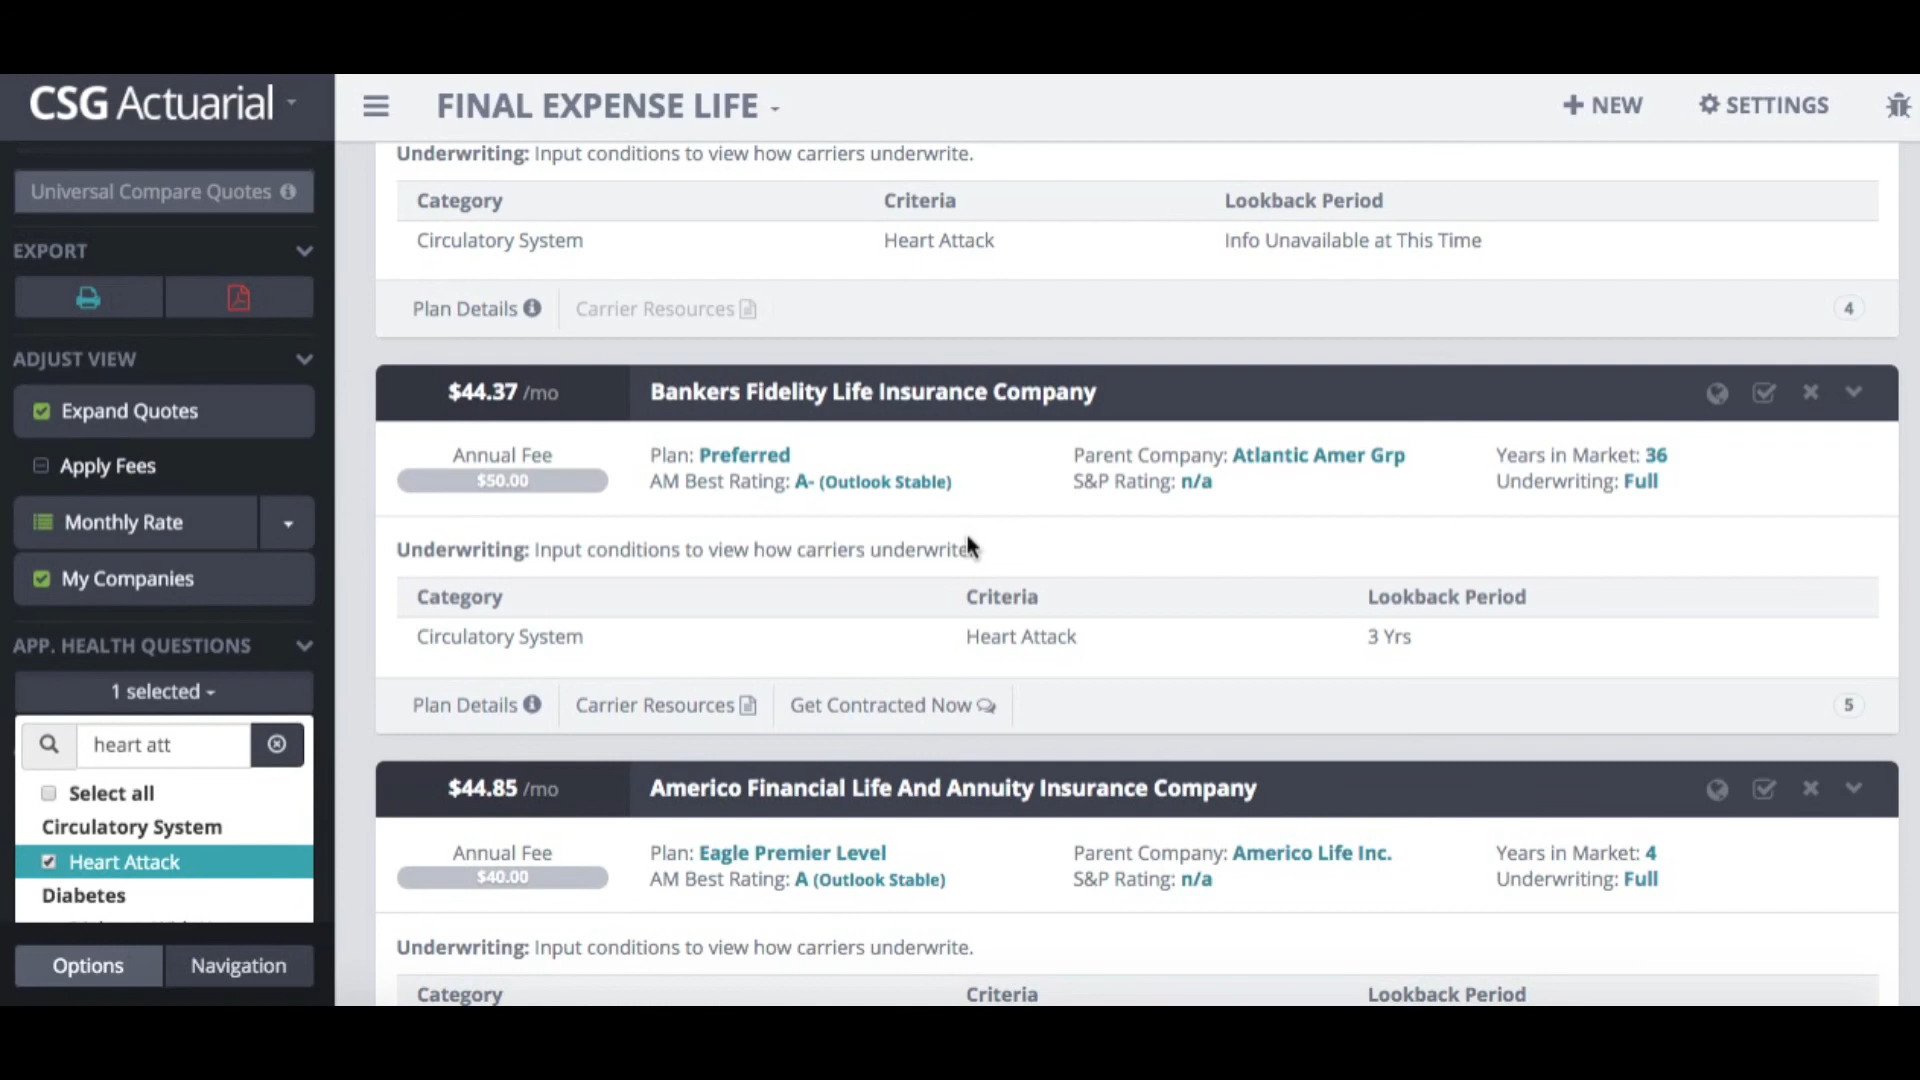 CSG Actuarial
FINAL EXPENSE LIFE
NEW
SETTINGS
Universal Compare Quotes
EXPORT
ADJUST VIEW
Expand Quotes
Apply Fees
Monthly Rate
My Companies
APP. HEALTH QUESTIONS
1 selected
heart att
Select all
Circulatory System
Heart Attack
Diabetes
Options
Navigation
Underwriting: Input conditions to view how carriers underwrite.
Category Criteria Lookback Period
Circulatory System Heart Attack Info Unavailable at This Time
Plan Details Carrier Resources 4
$44.37 /mo Bankers Fidelity Life Insurance Company
Annual Fee Plan: Preferred Parent Company: Atlantic Amer Grp Years in Market: 36
$50.00 AM Best Rating: A- (Outlook Stable) S&P Rating: n/a Underwriting: Full
Underwriting: Input conditions to view how carriers underwrite
Category Criteria Lookback Period
Circulatory System Heart Attack 3 Yrs
Plan Details Carrier Resources Get Contracted Now 5
$44.85 /mo Americo Financial Life And Annuity Insurance Company
Annual Fee Plan: Eagle Premier Level Parent Company: Americo Life Inc. Years in Market: 4
$40.00 AM Best Rating: A (Outlook Stable) S&P Rating: n/a Underwriting: Full
Underwriting: Input conditions to view how carriers underwrite.
Category Criteria Lookback Period